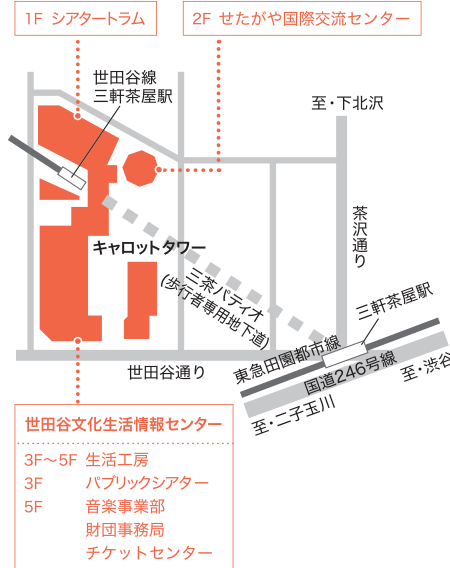 1F シアタートラム
2F せたがや国際交流センター
世田谷線
三軒茶屋駅
至・下北沢
茶沢通り
キャロットタワー
三茶パティオ
(歩行者専用地下道)
三軒茶屋駅
東急田園都市線
国道246号線
至・渋谷
至・二子玉川
世田谷通り
世田谷文化生活情報センター
3F〜5F 生活工房
3F パブリックシアター
5F 音楽事業部
財団事務局
チケットセンター